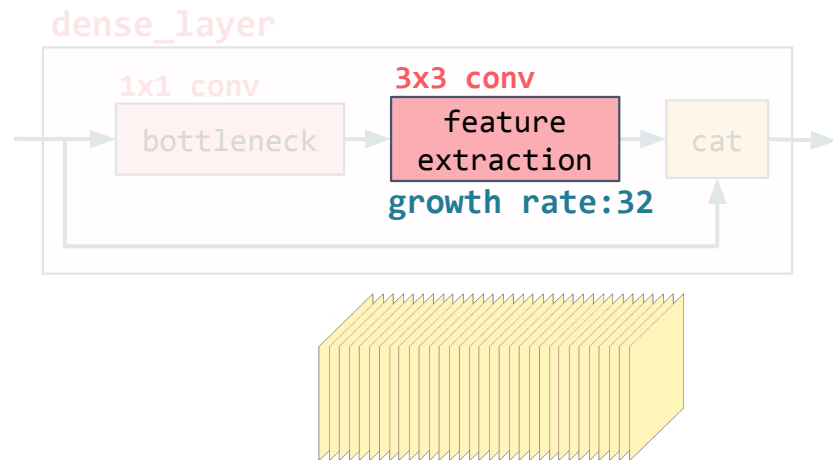 dense_layer
1x1 conv
3x3 conv
bottleneck
feature
extraction
cat
growth rate:32